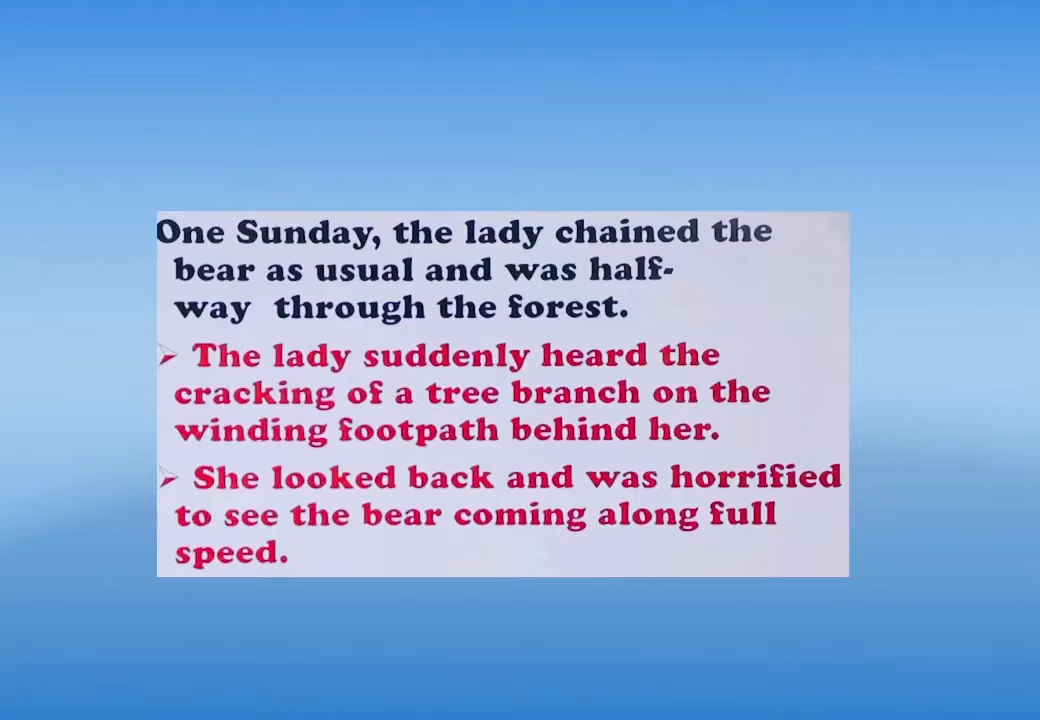 One Sunday, the lady chained the
bear as usual and was half-
way through the forest.
➢ The lady suddenly heard the
cracking of a tree branch on the
winding footpath behind her.
➢ She looked back and was horrified
to see the bear coming along full
speed.